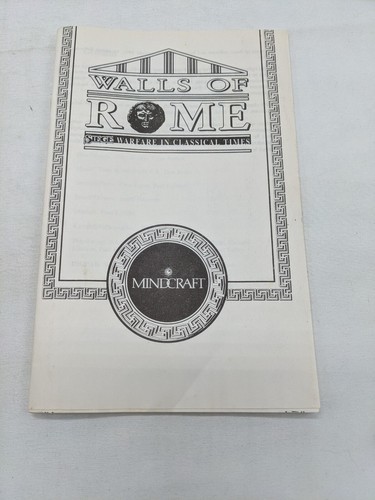 WALLS OF
ROME
SIEGE WARFARE IN CLASSICAL TIMES
MINDCRAFT